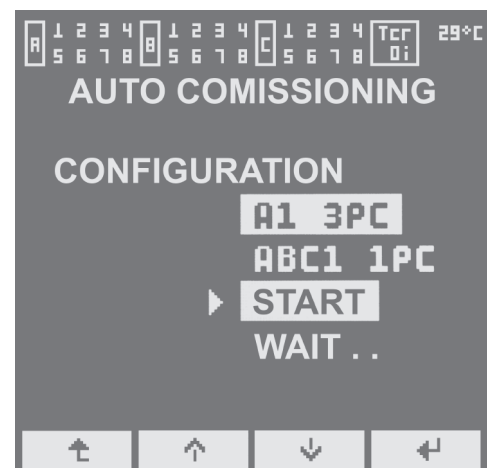 A 1 2 3 4 B 1 2 3 4 C 1 2 3 4 Tcr 29°C
5 6 7 8 5 6 7 8 5 6 7 8 0i
AUTO COMISSIONING
CONFIGURATION
A1 3PC
ABC1 1PC
START
WAIT . .